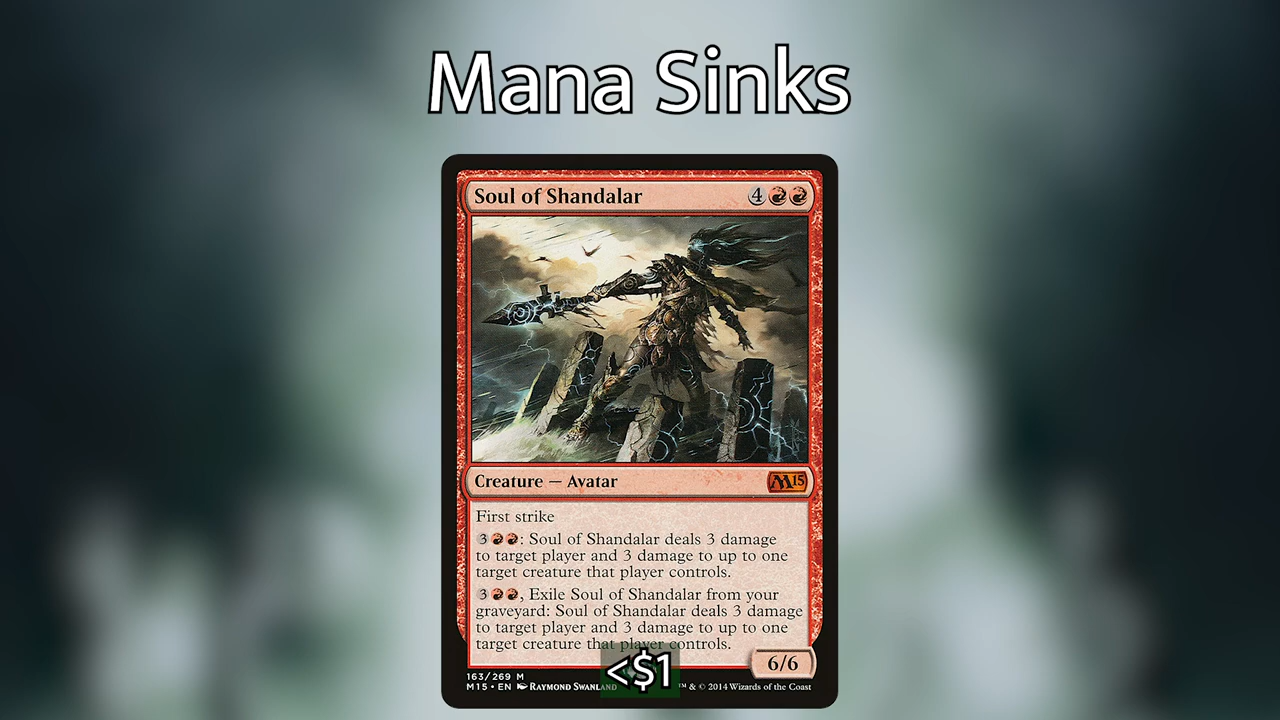 Mana Sinks
Soul of Shandalar 4
Creature — Avatar M15
First strike
3: Soul of Shandalar deals 3 damage
to target player and 3 damage to up to one
target creature that player controls.
3, Exile Soul of Shandalar from your
graveyard: Soul of Shandalar deals 3 damage
to target player and 3 damage to up to one
target creature that player controls.
6/6
<$1
163/269 M
M15 • EN Raymond Swanland ™ & © 2014 Wizards of the Coast